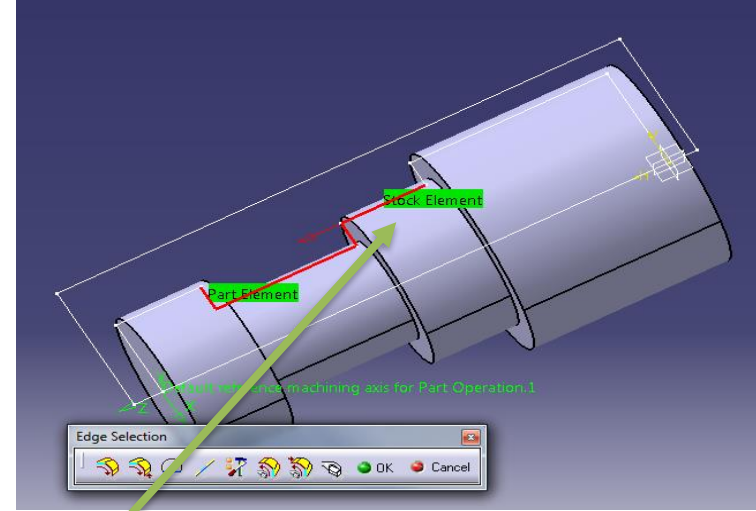 Stock Element
Part Element
Default reference machining axis for Part Operation.1
Z
X
Edge Selection
OK
Cancel